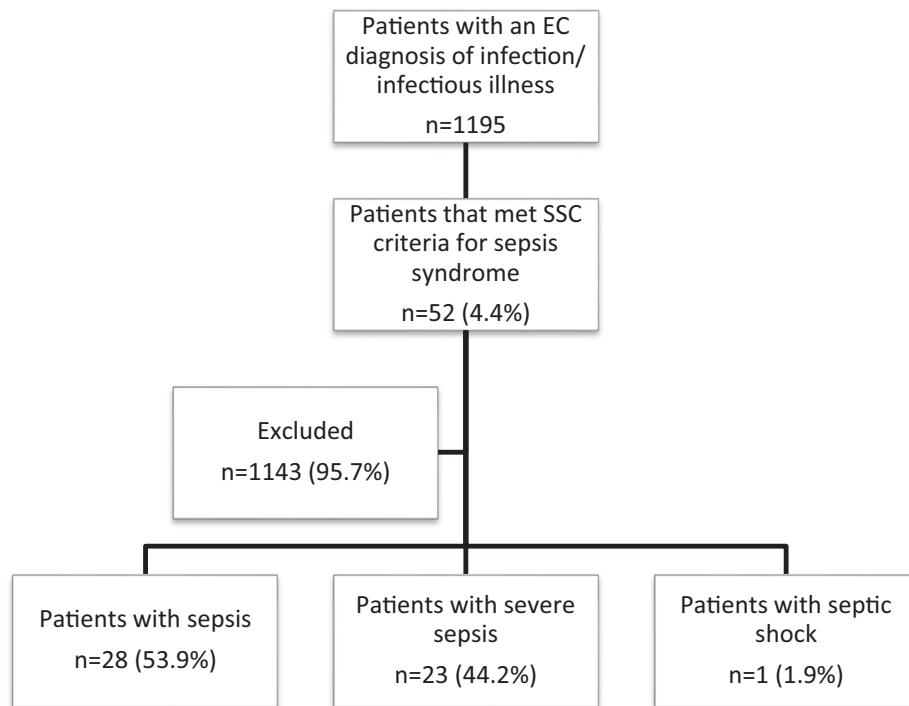 Patients with an EC
diagnosis of infection/
infectious illness
n=1195
Patients that met SSC
criteria for sepsis
syndrome
n=52 (4.4%)
Excluded
n=1143 (95.7%)
Patients with sepsis
n=28 (53.9%)
Patients with severe
sepsis
n=23 (44.2%)
Patients with septic
shock
n=1 (1.9%)